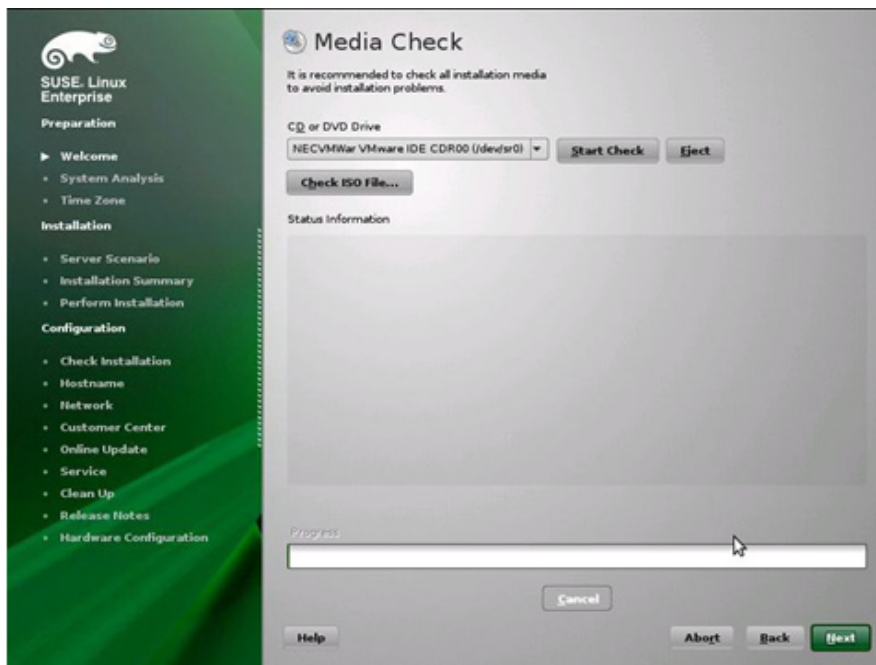 SUSE. Linux
Enterprise
Preparation
Welcome
System Analysis
Time Zone
Installation
Server Scenario
Installation Summary
Perform Installation
Configuration
Check Installation
Hostname
Network
Customer Center
Online Update
Service
Clean Up
Release Notes
Hardware Configuration
Media Check
It is recommended to check all installation media
to avoid installation problems.
CD or DVD Drive
NECVMWar VMware IDE CDR00 (/dev/sr0)
Start Check
Eject
Check ISO File...
Status Information
Progress
Cancel
Help
Abort
Back
Next